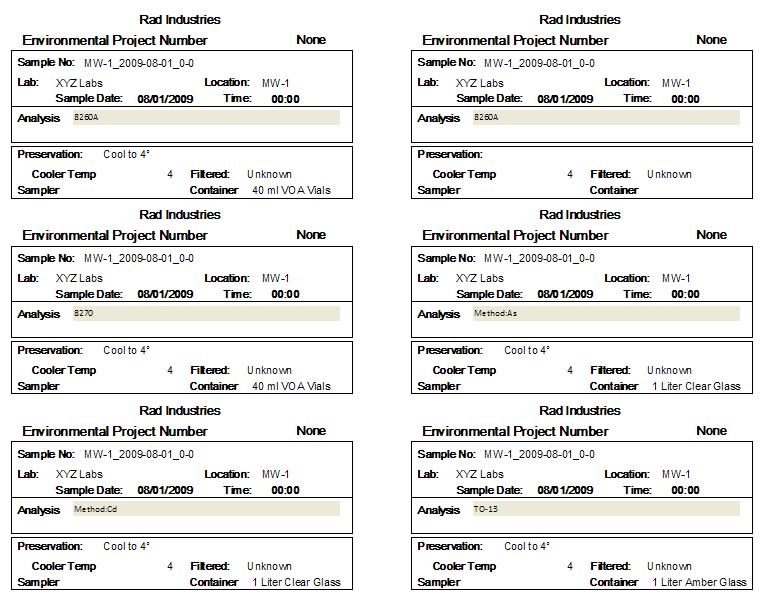 Rad Industries
Environmental Project Number None
Sample No: MW-1_2009-08-01_0-0
Lab: XYZ Labs Location: MW-1
Sample Date: 08/01/2009 Time: 00:00
Analysis 8260A
Preservation: Cool to 4°
Cooler Temp 4 Filtered: Unknown
Sampler Container 40 ml VOA Vials
Rad Industries
Environmental Project Number None
Sample No: MW-1_2009-08-01_0-0
Lab: XYZ Labs Location: MW-1
Sample Date: 08/01/2009 Time: 00:00
Analysis 8260A
Preservation:
Cooler Temp 4 Filtered: Unknown
Sampler Container
Rad Industries
Environmental Project Number None
Sample No: MW-1_2009-08-01_0-0
Lab: XYZ Labs Location: MW-1
Sample Date: 08/01/2009 Time: 00:00
Analysis 8270
Preservation: Cool to 4°
Cooler Temp 4 Filtered: Unknown
Sampler Container 40 ml VOA Vials
Rad Industries
Environmental Project Number None
Sample No: MW-1_2009-08-01_0-0
Lab: XYZ Labs Location: MW-1
Sample Date: 08/01/2009 Time: 00:00
Analysis Method:As
Preservation: Cool to 4°
Cooler Temp 4 Filtered: Unknown
Sampler Container 1 Liter Clear Glass
Rad Industries
Environmental Project Number None
Sample No: MW-1_2009-08-01_0-0
Lab: XYZ Labs Location: MW-1
Sample Date: 08/01/2009 Time: 00:00
Analysis Method:Cd
Preservation: Cool to 4°
Cooler Temp 4 Filtered: Unknown
Sampler Container 1 Liter Clear Glass
Rad Industries
Environmental Project Number None
Sample No: MW-1_2009-08-01_0-0
Lab: XYZ Labs Location: MW-1
Sample Date: 08/01/2009 Time: 00:00
Analysis TO-13
Preservation: Cool to 4°
Cooler Temp 4 Filtered: Unknown
Sampler Container 1 Liter Amber Glass